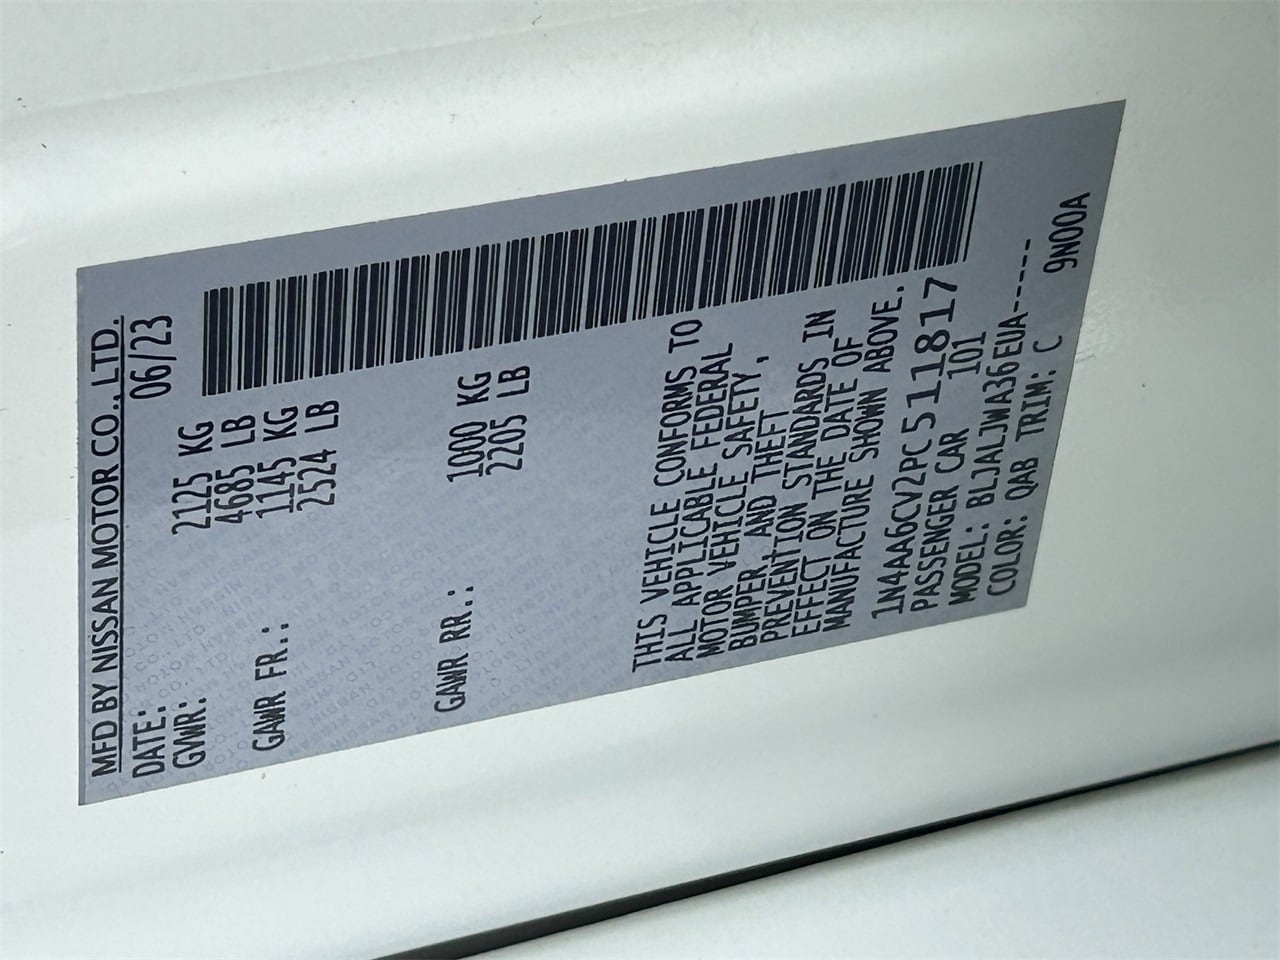 MFD BY NISSAN MOTOR CO., LTD.
DATE: 06/23
GVWR: 2125 KG
4685 LB
GAWR FR.: 1145 KG
2524 LB
GAWR RR.: 1000 KG
2205 LB
THIS VEHICLE CONFORMS TO
ALL APPLICABLE FEDERAL
MOTOR VEHICLE SAFETY,
BUMPER, AND THEFT
PREVENTION STANDARDS IN
EFFECT ON THE DATE OF
MANUFACTURE SHOWN ABOVE.
1N4AA6CV2PC511817
PASSENGER CAR 101
MODEL: BLJALJWA36EUA-----
COLOR: QAB TRIM: C 9N00A